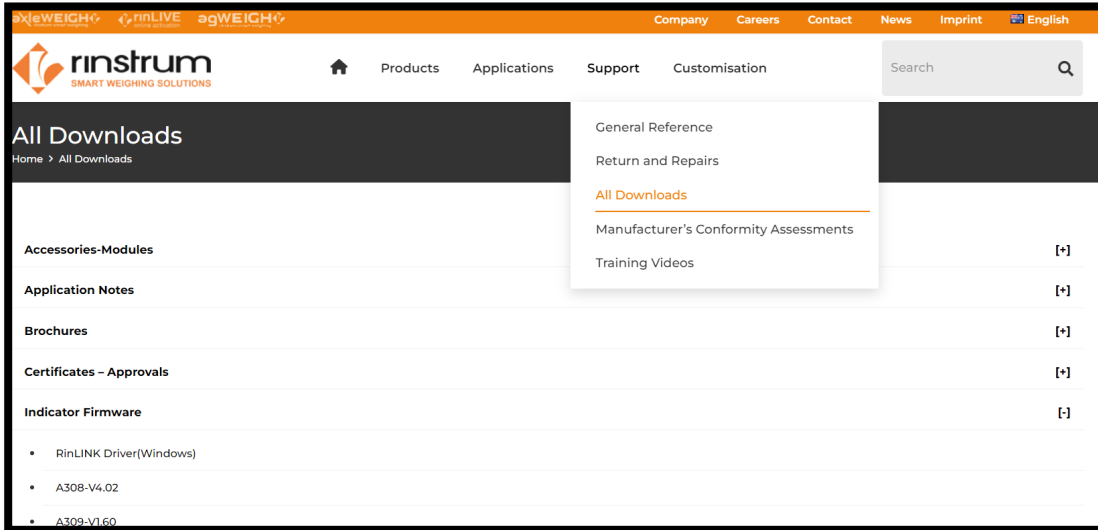 axleWEIGH rinLIVE agWEIGH
online activation
Company Careers Contact News Imprint English
rinstrum
SMART WEIGHING SOLUTIONS
Products Applications Support Customisation
Search
All Downloads
Home > All Downloads
General Reference
Return and Repairs
All Downloads
Manufacturer's Conformity Assessments
Training Videos
Accessories-Modules [+]
Application Notes [+]
Brochures [+]
Certificates – Approvals [+]
Indicator Firmware [-]
• RinLINK Driver(Windows)
• A308-V4.02
• A309-V1.60